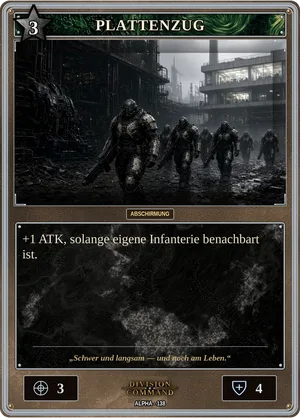 3
PLATTENZUG
ABSCHIRMUNG
+1 ATK, solange eigene Infanterie benachbart
ist.
„Schwer und langsam — und noch am Leben.“
DIVISION
COMMAND
ALPHA · 138
3
4